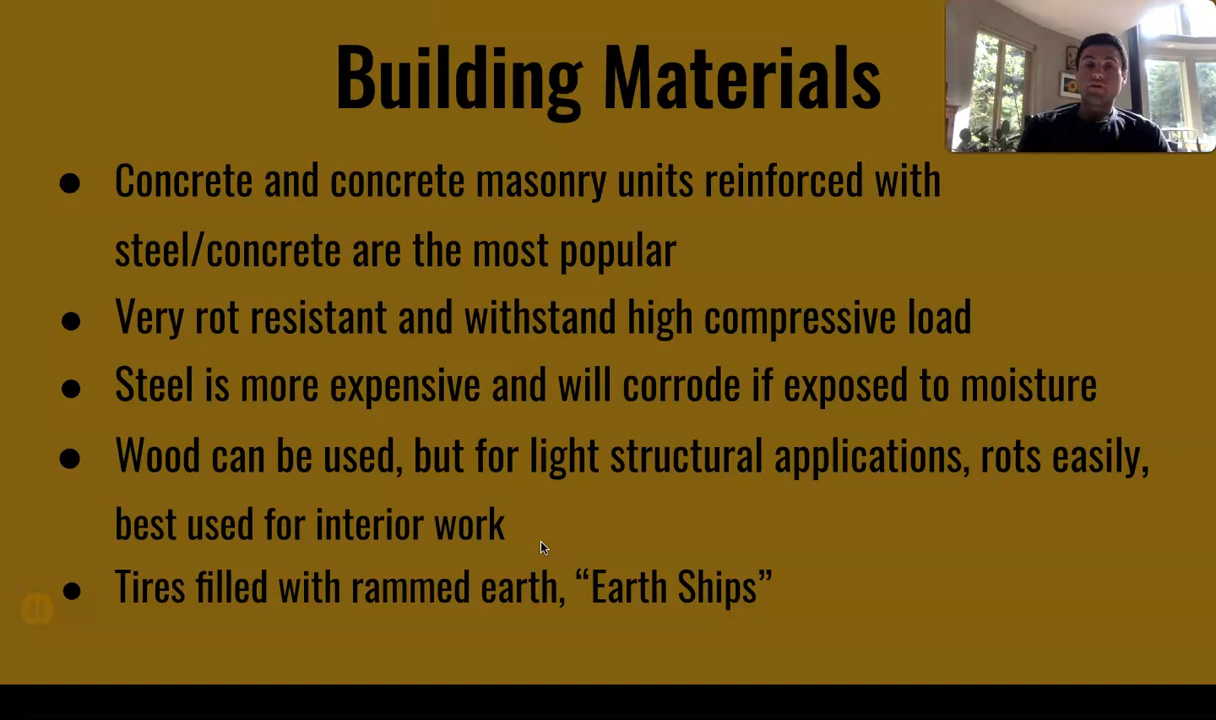 Building Materials
● Concrete and concrete masonry units reinforced with
steel/concrete are the most popular
● Very rot resistant and withstand high compressive load
● Steel is more expensive and will corrode if exposed to moisture
● Wood can be used, but for light structural applications, rots easily,
best used for interior work
● Tires filled with rammed earth, “Earth Ships”